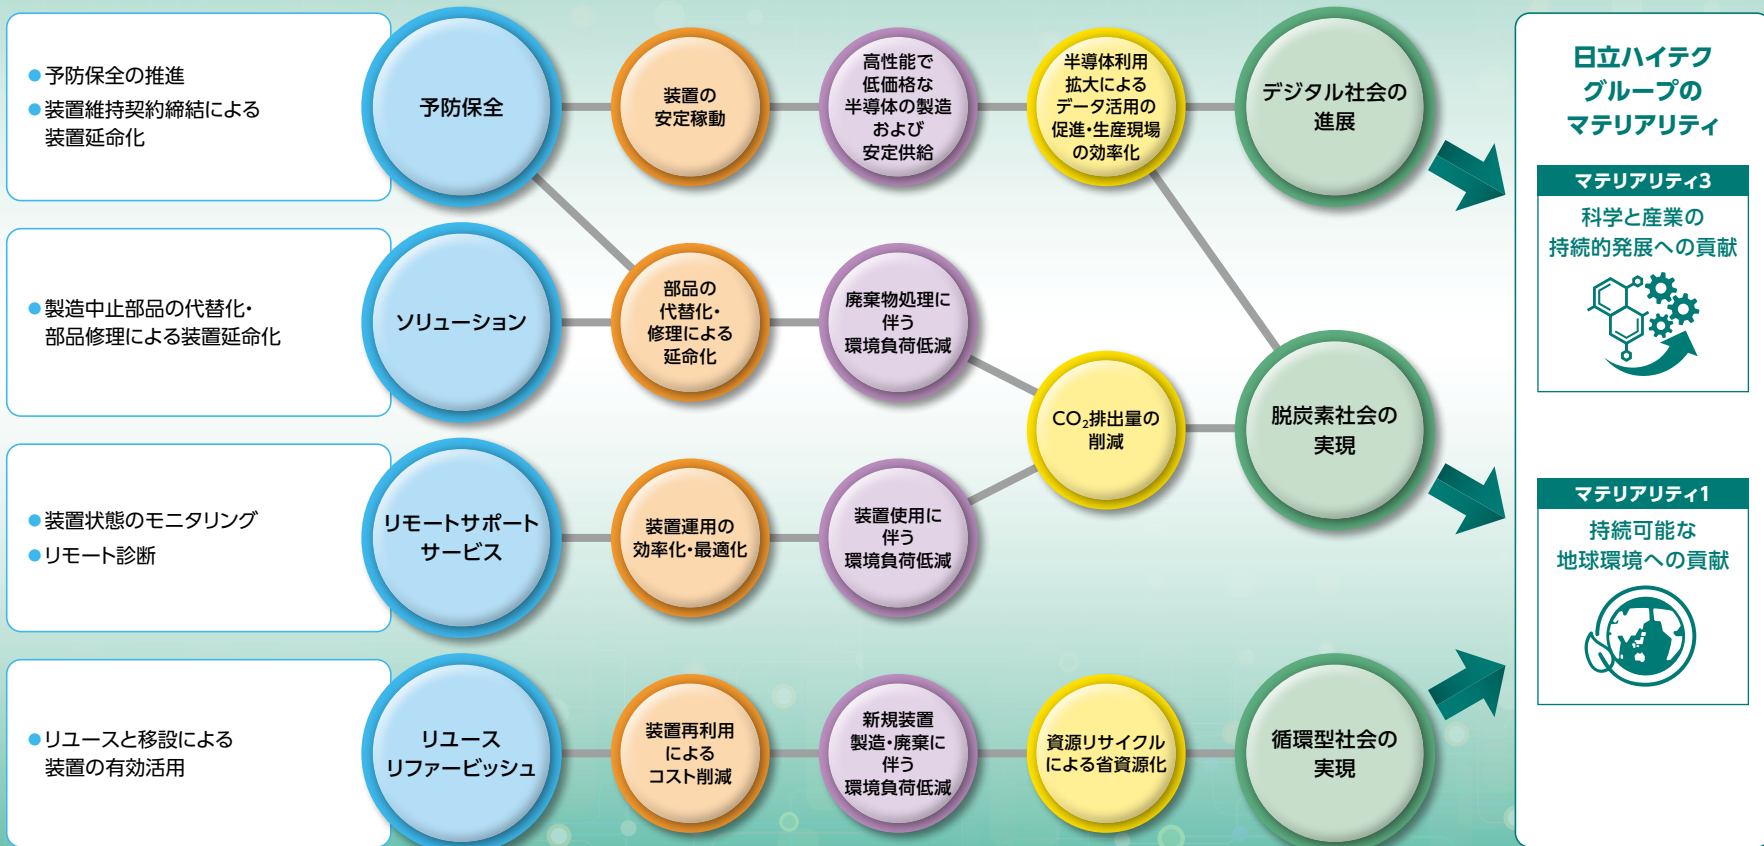 ●予防保全の推進
●装置維持契約締結による
装置延命化
予防保全
装置の
安定稼動
高性能で
低価格な
半導体の製造
および
安定供給
半導体利用
拡大による
データ活用の
促進・生産現場
の効率化
デジタル社会の
進展
●製造中止部品の代替化・
部品修理による装置延命化
ソリューション
部品の
代替化・
修理による
延命化
廃棄物処理に
伴う
環境負荷低減
CO₂排出量の
削減
脱炭素社会の
実現
●装置状態のモニタリング
●リモート診断
リモートサポート
サービス
装置運用の
効率化・最適化
装置使用に
伴う
環境負荷低減
●リユースと移設による
装置の有効活用
リユース
リファービッシュ
装置再利用
による
コスト削減
新規装置
製造・廃棄に
伴う
環境負荷低減
資源リサイクル
による省資源化
循環型社会の
実現
日立ハイテク
グループの
マテリアリティ
マテリアリティ3
科学と産業の
持続的発展への貢献
マテリアリティ1
持続可能な
地球環境への貢献